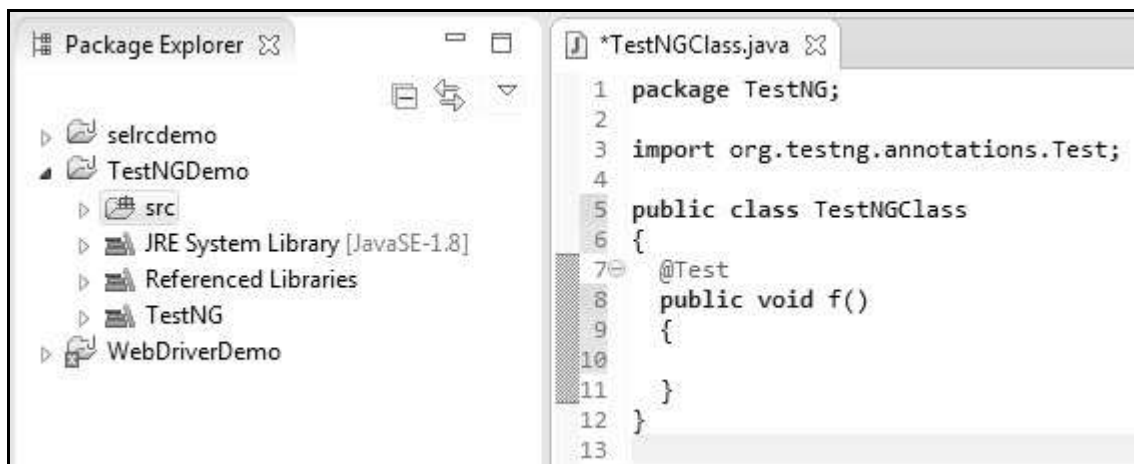 Package Explorer
selrcdemo
TestNGDemo
src
JRE System Library [JavaSE-1.8]
Referenced Libraries
TestNG
WebDriverDemo
*TestNGClass.java
1 package TestNG;
2
3 import org.testng.annotations.Test;
4
5 public class TestNGClass
6 {
7 @Test
8 public void f()
9 {
10
11 }
12 }
13